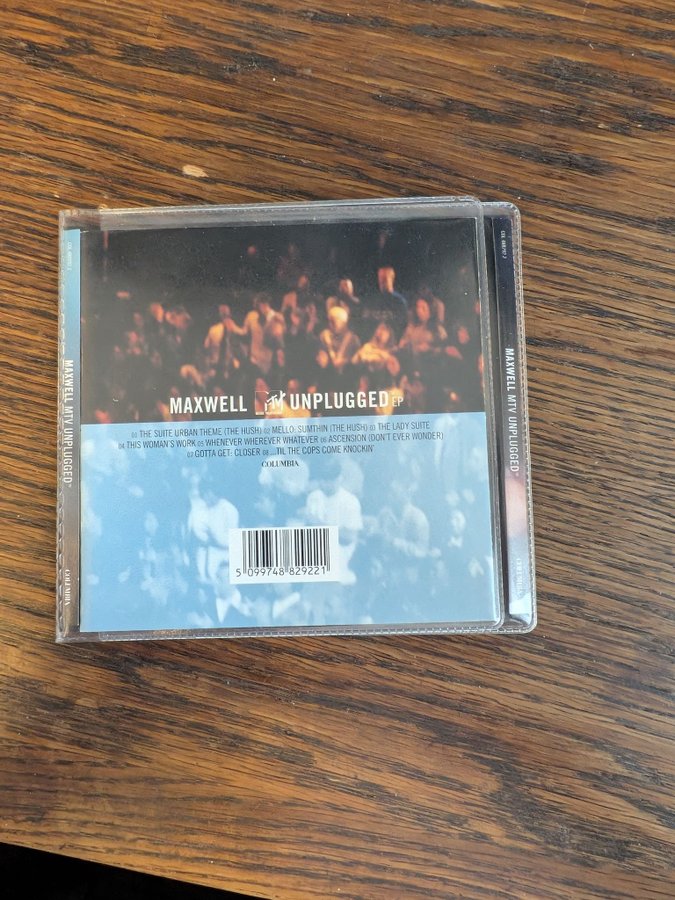 MAXWELL MTV UNPLUGGED EP
01 THE SUITE URBAN THEME (THE HUSH) 02 MELLO: SUMTHIN (THE HUSH) 03 THE LADY SUITE
04 THIS WOMAN'S WORK 05 WHENEVER WHEREVER WHATEVER 06 ASCENSION (DON'T EVER WONDER)
07 GOTTA GET: CLOSER 08 ...TIL THE COPS COME KNOCKIN'
COLUMBIA
5 099748 829221
MAXWELL MTV UNPLUGGED
COLUMBIA
MAXWELL MTV UNPLUGGED